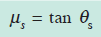 μₛ = tan θₛ